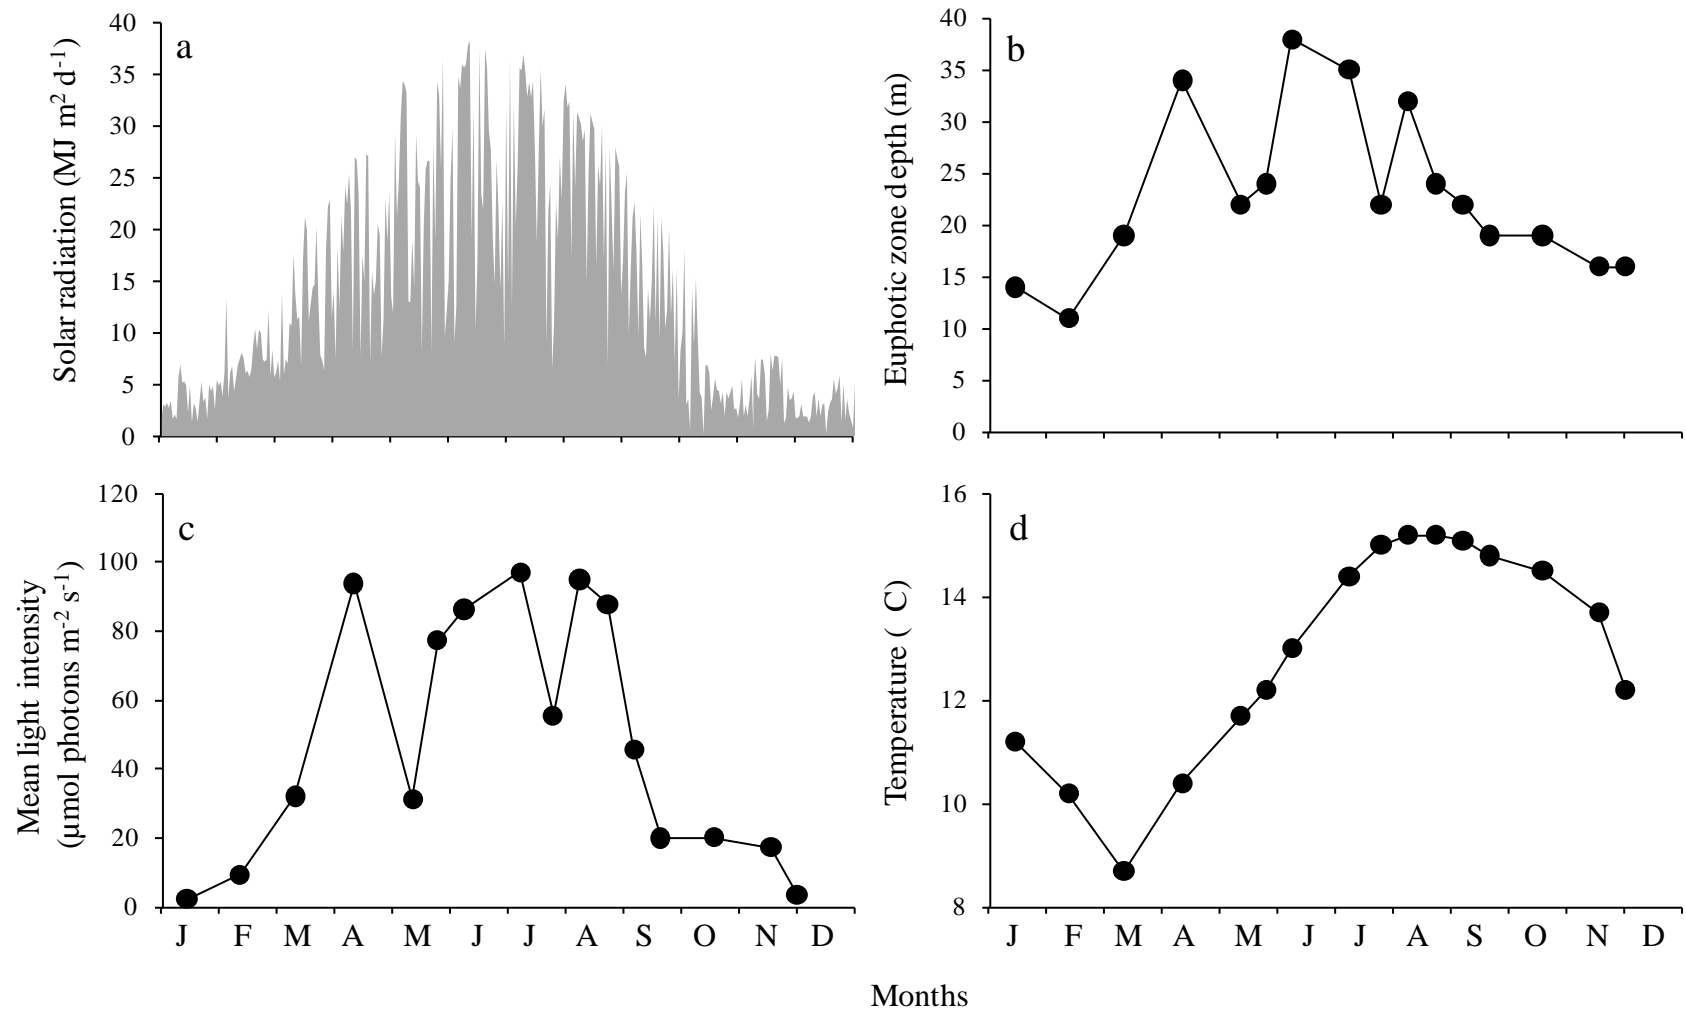 a
Solar radiation (MJ m² d⁻¹)
40
35
30
25
20
15
10
5
0
b
Euphotic zone depth (m)
40
35
30
25
20
15
10
5
0
c
Mean light intensity
(µmol photons m⁻² s⁻¹)
120
100
80
60
40
20
0
J F M A M J J A S O N D
d
Temperature ( C)
16
14
12
10
8
J F M A M J J A S O N D
Months